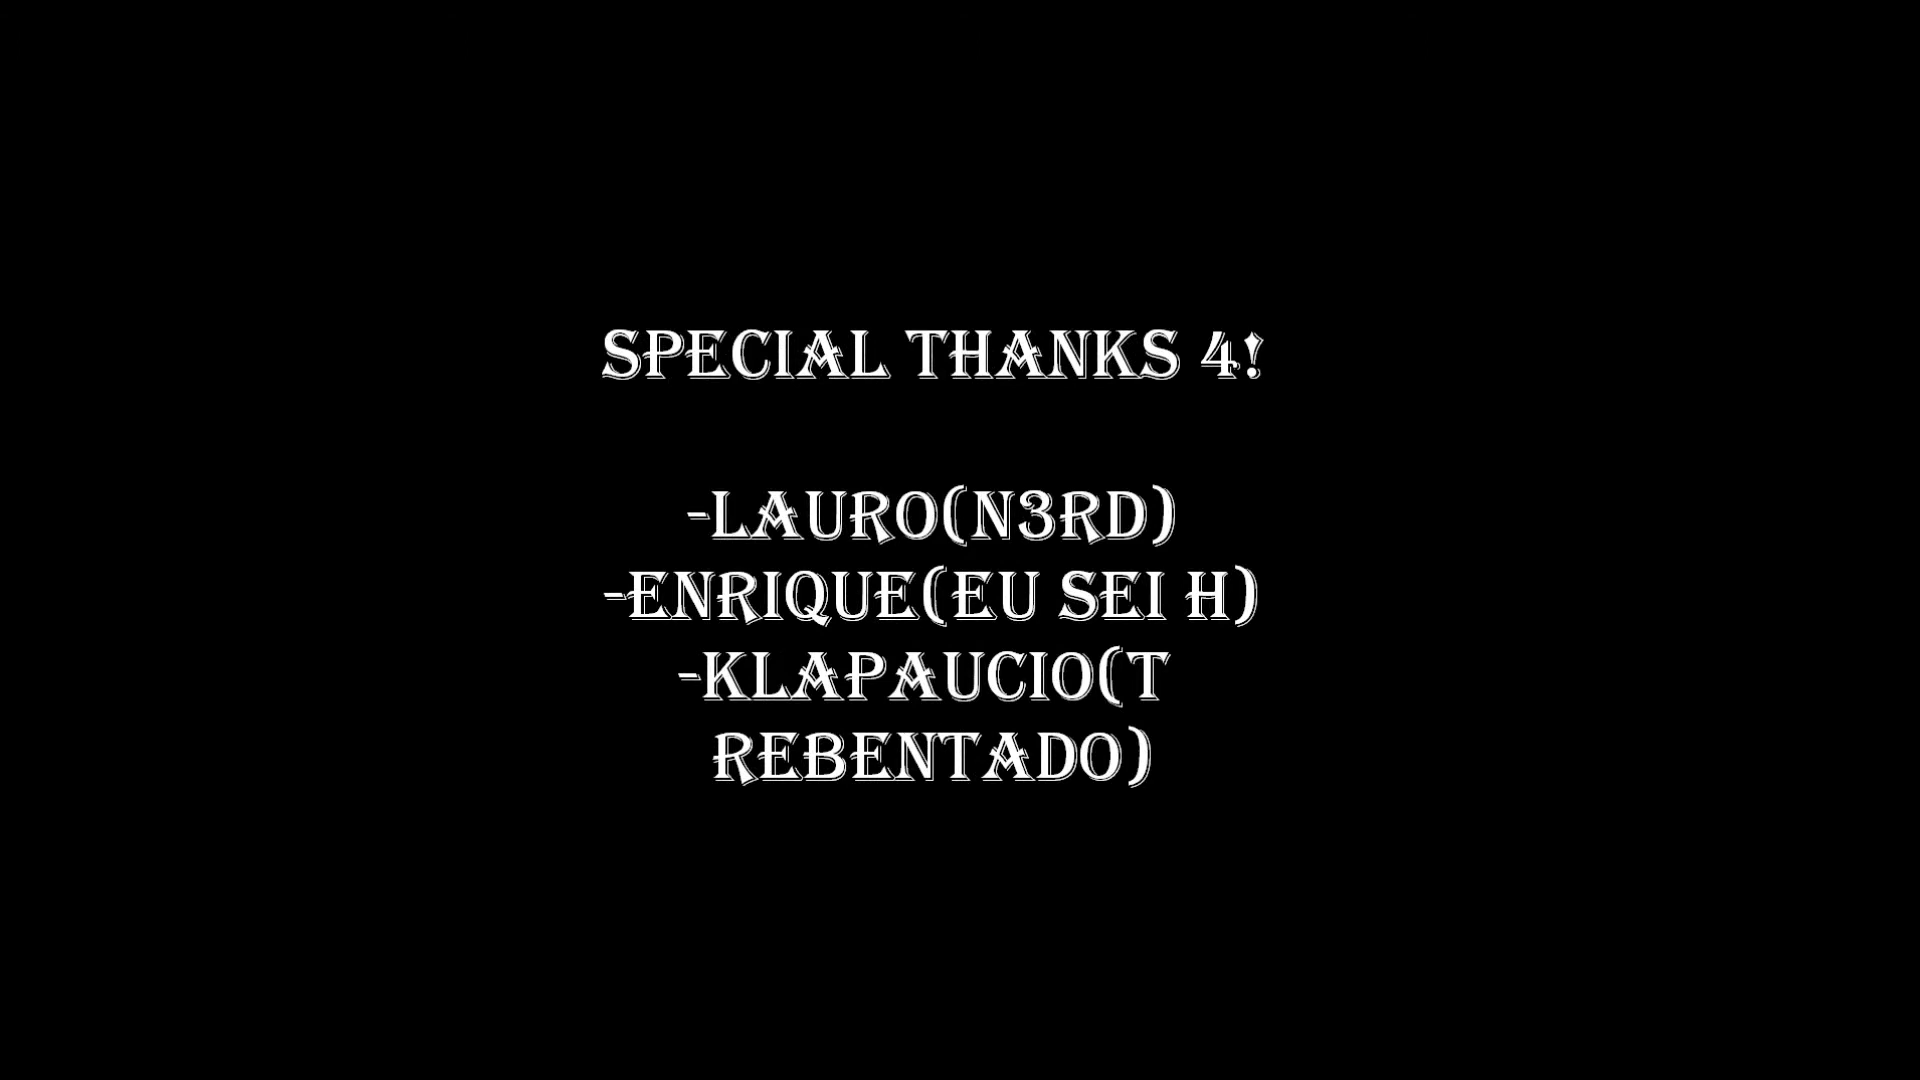 SPECIAL THANKS 4!
-LAURO(N3RD)
-ENRIQUE(EU SEI H)
-KLAPAUCIO(T
REBENTADO)